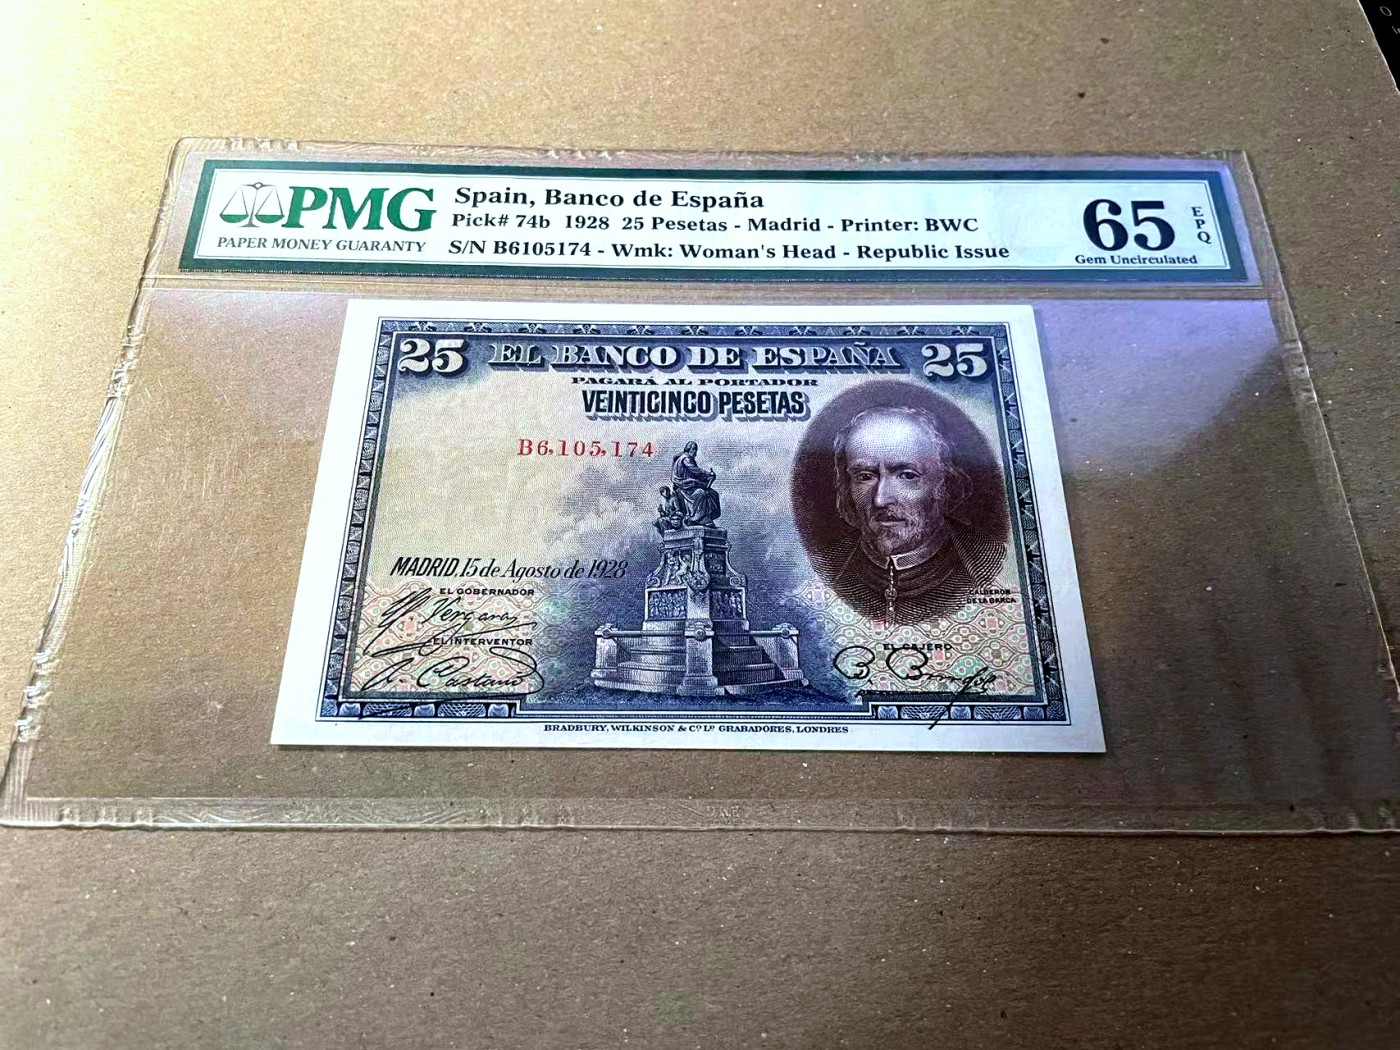 PMG
PAPER MONEY GUARANTY
Spain, Banco de España
Pick# 74b 1928 25 Pesetas - Madrid - Printer: BWC
S/N B6105174 - Wmk: Woman's Head - Republic Issue
65
EPQ
Gem Uncirculated
25 EL BANCO DE ESPAÑA 25
PAGARÁ AL PORTADOR
VEINTICINCO PESETAS
B6,105,174
MADRID, 15 de Agosto de 1928
EL GOBERNADOR
CALDERON
DE LA BARCA
EL INTERVENTOR
EL CAJERO
BRADBURY, WILKINSON & Cº Lº GRABADORES, LONDRES